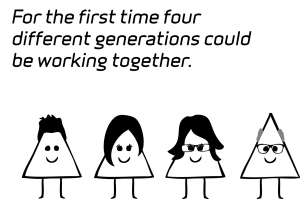 For the first time four
different generations could
be working together.